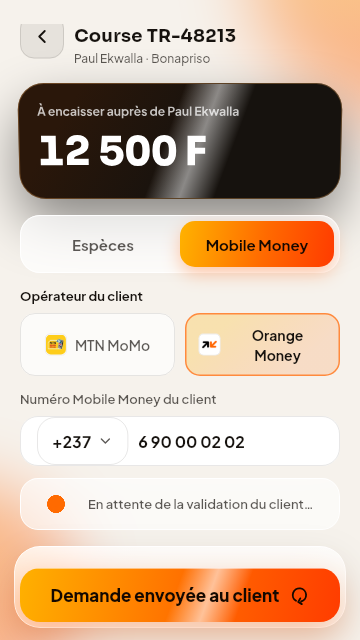 Course TR-48213
Paul Ekwalla · Bonapriso
À encaisser auprès de Paul Ekwalla
12 500 F
Espèces
Mobile Money
Opérateur du client
MTN MoMo
Orange
Money
Numéro Mobile Money du client
+237
6 90 00 02 02
En attente de la validation du client…
Demande envoyée au client